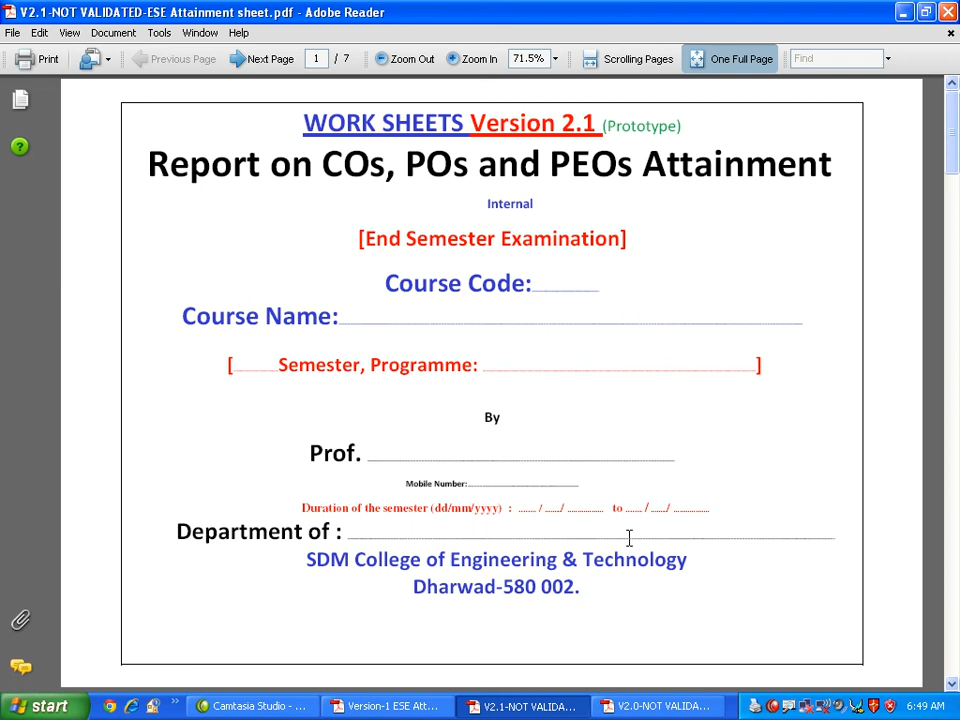 V2.1-NOT VALIDATED-ESE Attainment sheet.pdf - Adobe Reader
File Edit View Document Tools Window Help
Print Previous Page Next Page 1 / 7 Zoom Out Zoom In 71.5% Scrolling Pages One Full Page Find
WORK SHEETS Version 2.1 (Prototype)
Report on COs, POs and PEOs Attainment
Internal
[End Semester Examination]
Course Code:
Course Name:
[ Semester, Programme: ]
By
Prof.
Mobile Number:
Duration of the semester (dd/mm/yyyy) : ....... / ....../ .............. to ...... / ....../ ..............
Department of :
SDM College of Engineering & Technology
Dharwad-580 002.
start Camtasia Studio - ... Version-1 ESE Att... V2.1-NOT VALIDA... V2.0-NOT VALIDA... 6:49 AM